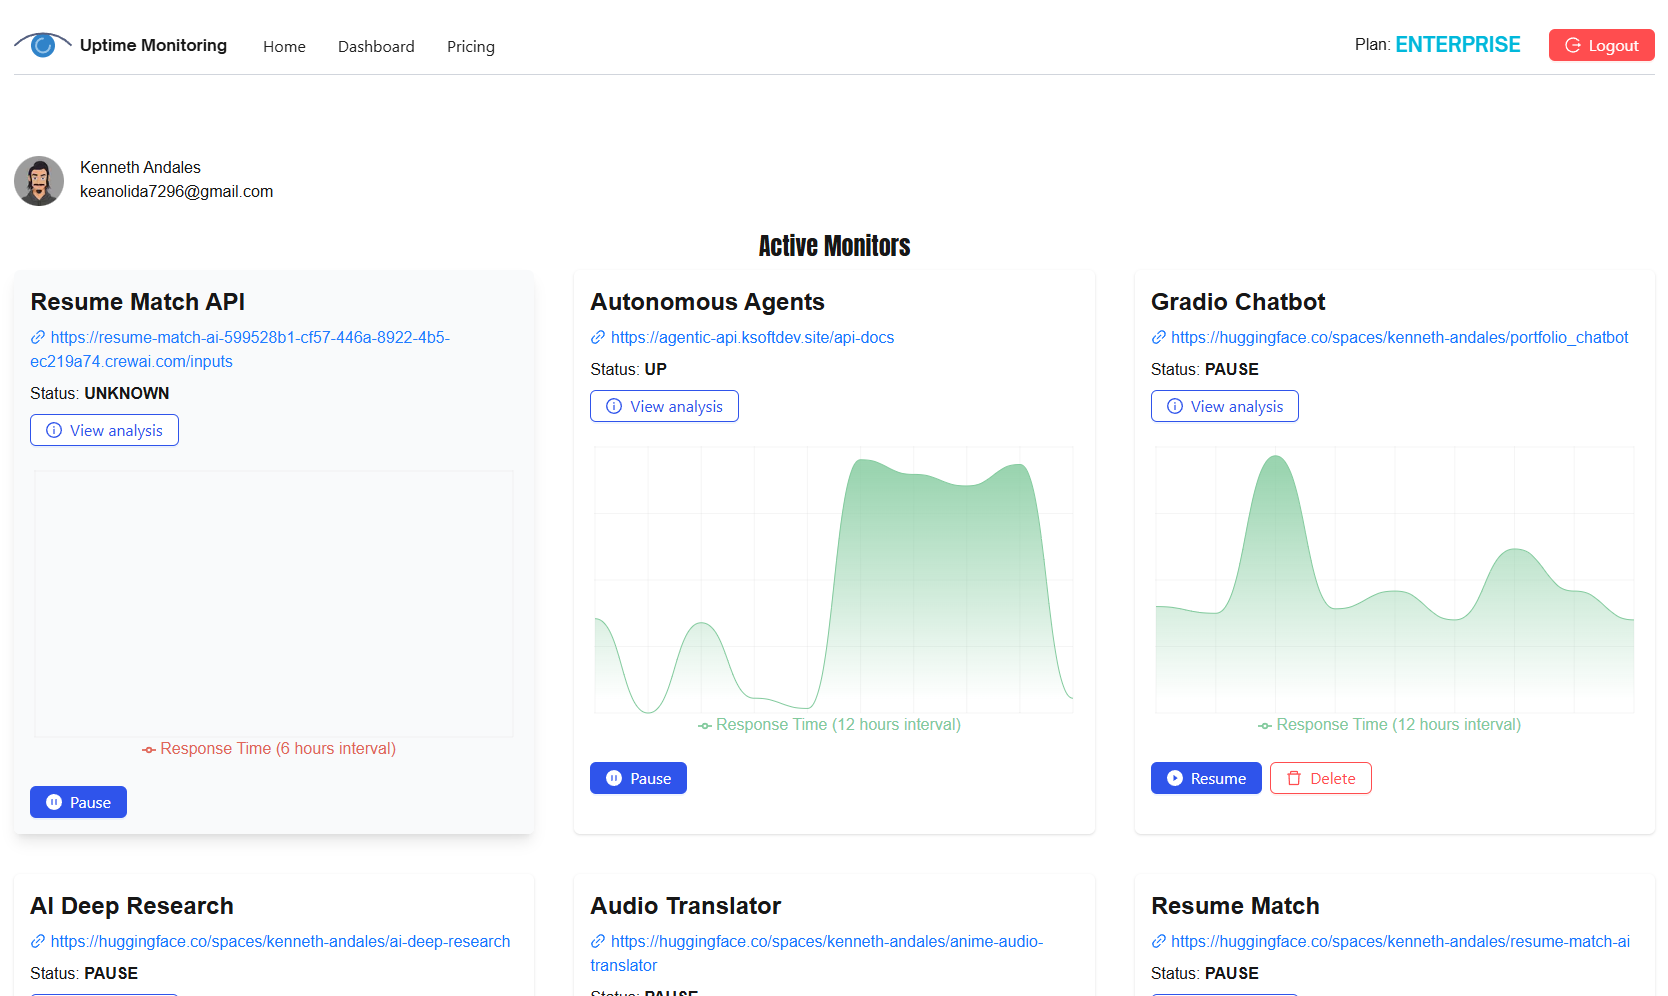 Uptime Monitoring
Home
Dashboard
Pricing
Plan: ENTERPRISE
Logout
Kenneth Andales
keanolida7296@gmail.com
Active Monitors
Resume Match API
https://resume-match-ai-599528b1-cf57-446a-8922-4b5-
ec219a74.crewai.com/inputs
Status: UNKNOWN
View analysis
Response Time (6 hours interval)
Pause
Autonomous Agents
https://agentic-api.ksoftdev.site/api-docs
Status: UP
View analysis
Response Time (12 hours interval)
Pause
Gradio Chatbot
https://huggingface.co/spaces/kenneth-andales/portfolio_chatbot
Status: PAUSE
View analysis
Response Time (12 hours interval)
Resume
Delete
AI Deep Research
https://huggingface.co/spaces/kenneth-andales/ai-deep-research
Status: PAUSE
Audio Translator
https://huggingface.co/spaces/kenneth-andales/anime-audio-
translator
Status: PAUSE
Resume Match
https://huggingface.co/spaces/kenneth-andales/resume-match-ai
Status: PAUSE